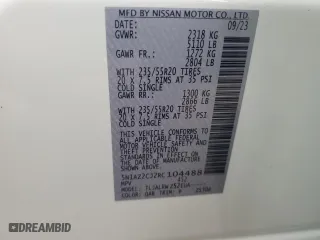 MFD BY NISSAN MOTOR CO., LTD.
DATE: 09/23
GVWR: 2318 KG
5110 LB
GAWR FR.: 1272 KG
2804 LB
WITH 235/55R20 TIRES
20 X 7.5 RIMS AT 35 PSI
COLD SINGLE
GAWR RR.: 1300 KG
2866 LB
WITH 235/55R20 TIRES
20 X 7.5 RIMS AT 35 PSI
COLD SINGLE
THIS VEHICLE CONFORMS TO ALL
APPLICABLE FEDERAL MOTOR
VEHICLE SAFETY AND THEFT
PREVENTION STANDARDS IN
EFFECT ON THE DATE OF
MANUFACTURE SHOWN ABOVE.
104488
MPV
COLOR: QAB TRIM: